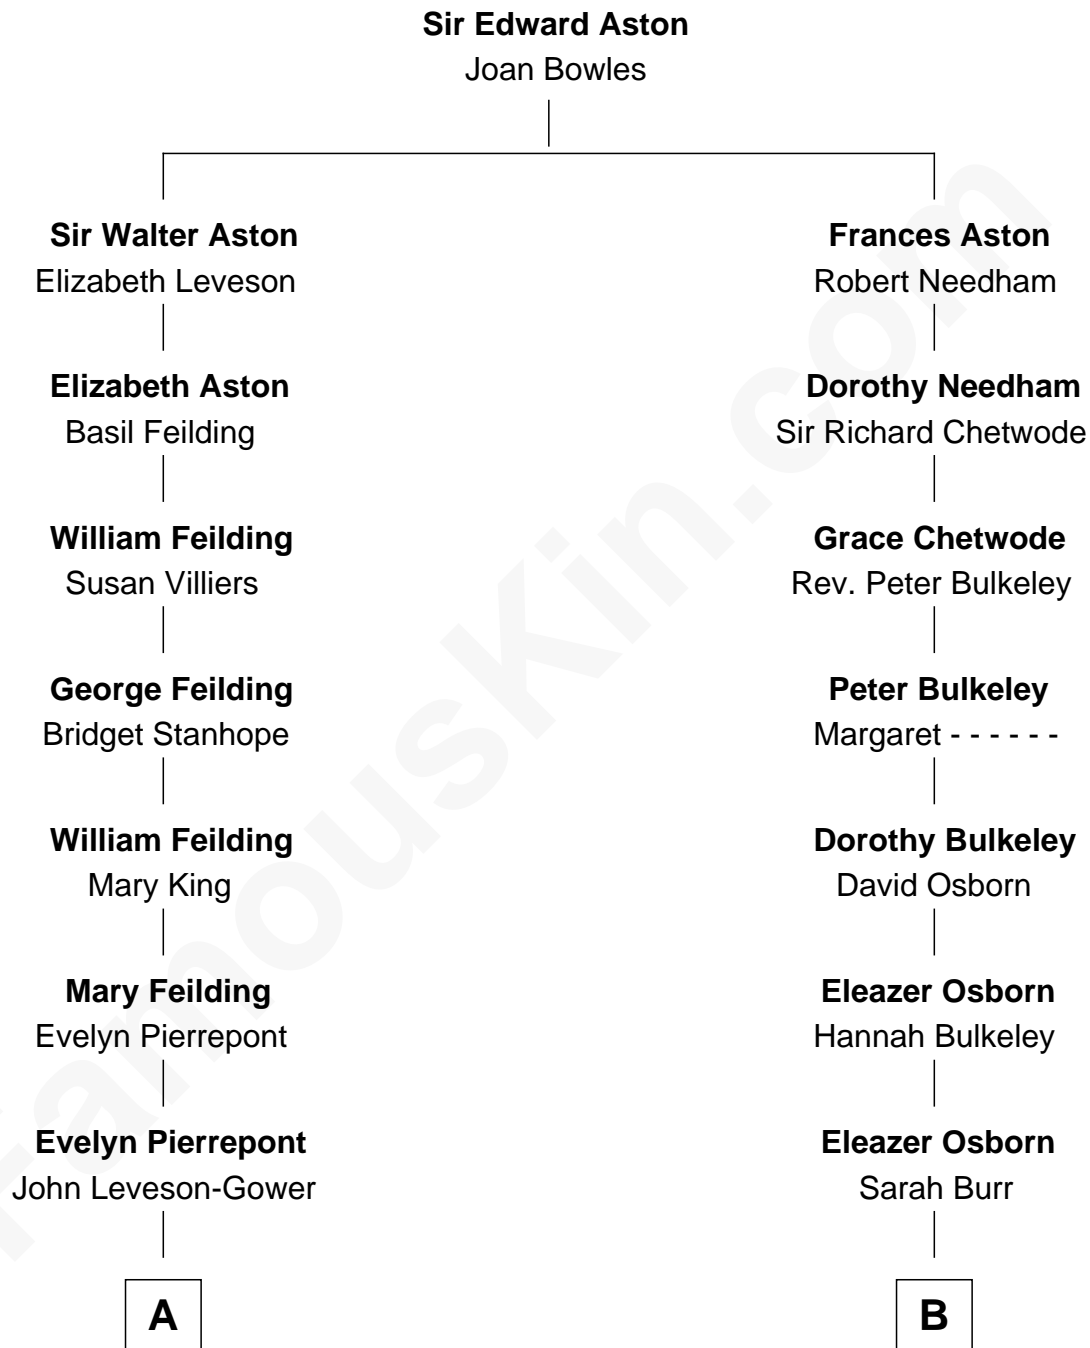 Sir Edward Aston
Joan Bowles
Sir Walter Aston
Elizabeth Leveson
Frances Aston
Robert Needham
Elizabeth Aston
Basil Feilding
Dorothy Needham
Sir Richard Chetwode
William Feilding
Susan Villiers
Grace Chetwode
Rev. Peter Bulkeley
George Feilding
Bridget Stanhope
Peter Bulkeley
Margaret - - - - - -
William Feilding
Mary King
Dorothy Bulkeley
David Osborn
Mary Feilding
Evelyn Pierrepont
Eleazer Osborn
Hannah Bulkeley
Evelyn Pierrepont
John Leveson-Gower
Eleazer Osborn
Sarah Burr
A
B
FamousKin.com